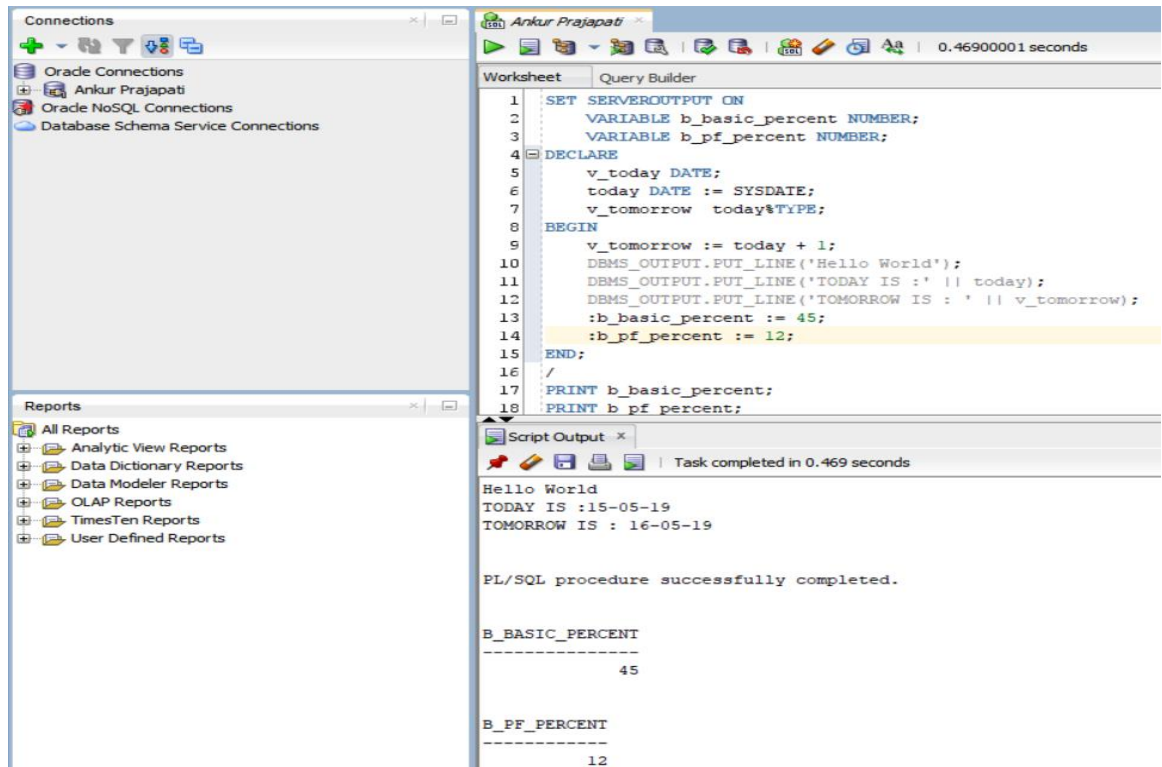 Connections
Oracle Connections
Ankur Prajapati
Oracle NoSQL Connections
Database Schema Service Connections
Reports
All Reports
Analytic View Reports
Data Dictionary Reports
Data Modeler Reports
OLAP Reports
TimesTen Reports
User Defined Reports
Ankur Prajapati
0.46900001 seconds
Worksheet Query Builder
1 SET SERVEROUTPUT ON
2 VARIABLE b_basic_percent NUMBER;
3 VARIABLE b_pf_percent NUMBER;
4 DECLARE
5 v_today DATE;
6 today DATE := SYSDATE;
7 v_tomorrow today%TYPE;
8 BEGIN
9 v_tomorrow := today + 1;
10 DBMS_OUTPUT.PUT_LINE('Hello World');
11 DBMS_OUTPUT.PUT_LINE('TODAY IS :' || today);
12 DBMS_OUTPUT.PUT_LINE('TOMORROW IS : ' || v_tomorrow);
13 :b_basic_percent := 45;
14 :b_pf_percent := 12;
15 END;
16 /
17 PRINT b_basic_percent;
18 PRINT b_pf_percent;
Script Output
Task completed in 0.469 seconds
Hello World
TODAY IS :15-05-19
TOMORROW IS : 16-05-19
PL/SQL procedure successfully completed.
B_BASIC_PERCENT
---------------
45
B_PF_PERCENT
------------
12